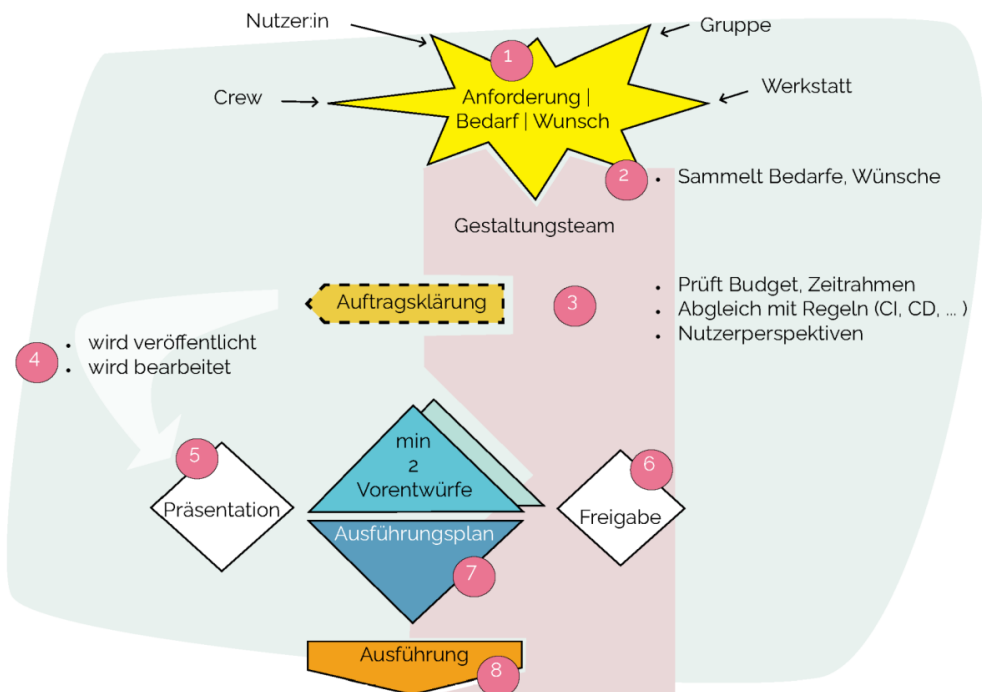 Nutzer:in
Gruppe
1
Crew
Anforderung |
Bedarf | Wunsch
Werkstatt
2
• Sammelt Bedarfe, Wünsche
Gestaltungsteam
Auftragsklärung
3
• Prüft Budget, Zeitrahmen
• Abgleich mit Regeln (CI, CD, ... )
• Nutzerperspektiven
4
• wird veröffentlicht
• wird bearbeitet
5
Präsentation
min
2
Vorentwürfe
6
Freigabe
Ausführungsplan
7
Ausführung
8